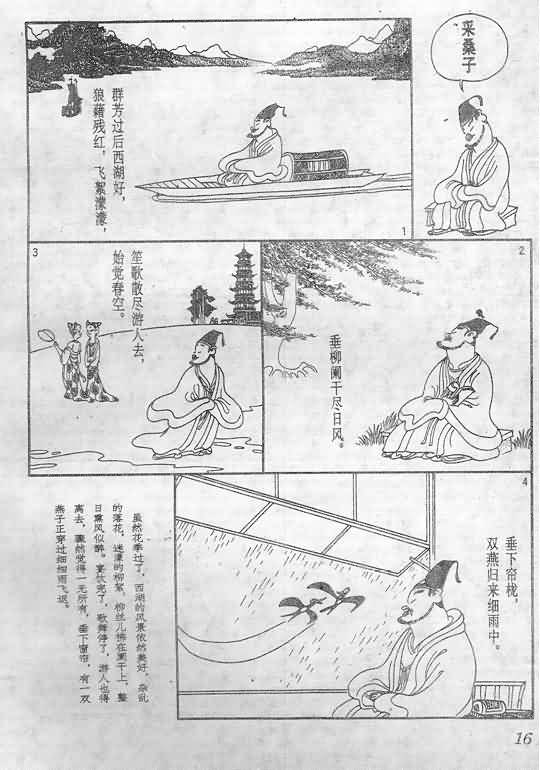 采桑子
群芳过后西湖好，
狼藉残红，飞絮濛濛，
1
2
垂柳阑干尽日风。
3
笙歌散尽游人去，
始觉春空。
4
垂下帘栊，
双燕归来细雨中。
虽然花季过了，西湖的风景依然美好。杂乱
的落花，迷濛的柳絮，柳丝儿拂在阑干上，整
日熏风似醉。宴饮完了，歌舞停了，游人也得
离去，骤然觉得一无所有，垂下窗帘，有一双
燕子正穿过细细雨飞返。
16